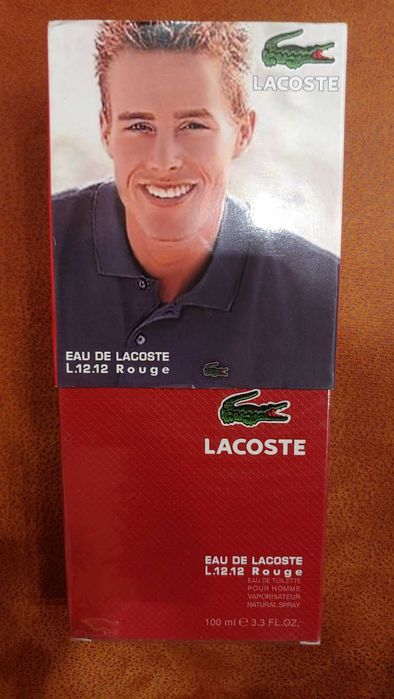 LACOSTE
EAU DE LACOSTE
L.12.12 Rouge
LACOSTE
EAU DE LACOSTE
L.12.12 Rouge
EAU DE TOILETTE
POUR HOMME
VAPORISATEUR
NATURAL SPRAY
100 ml ℮ 3.3 FL.OZ.